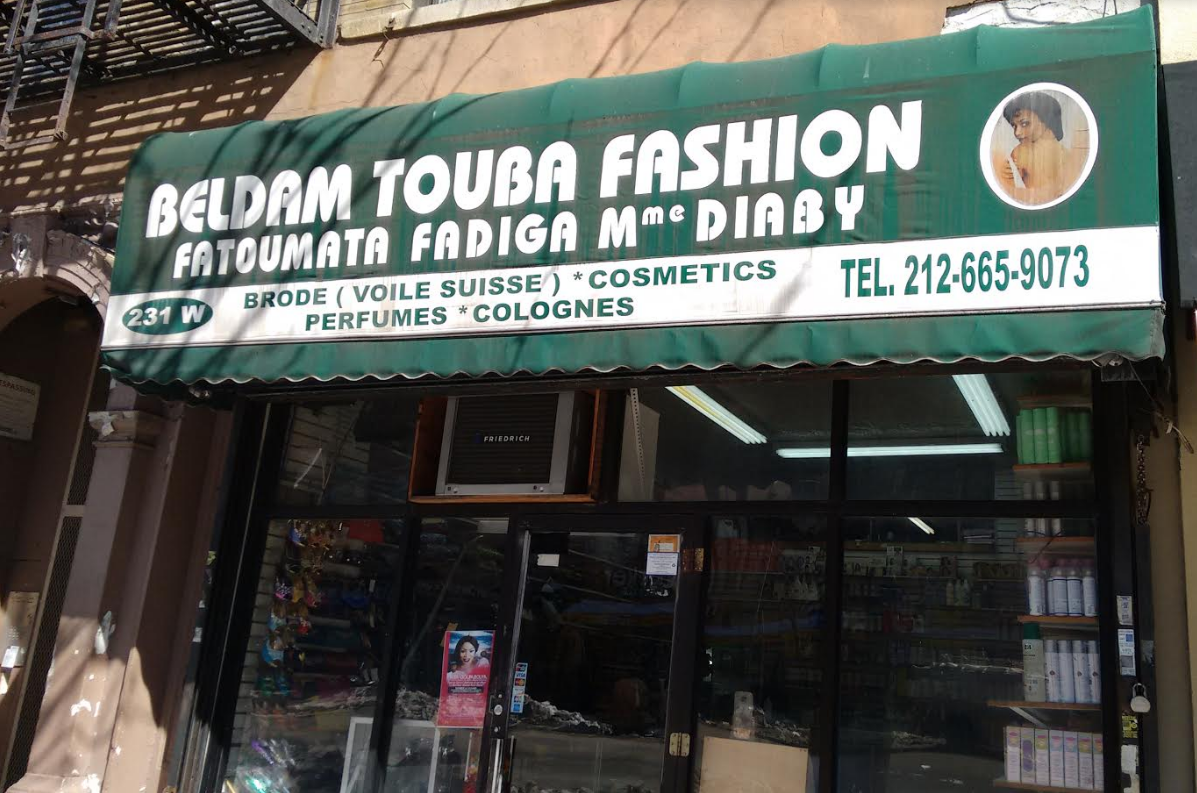 BELDAM TOUBA FASHION
FATOUMATA FADIGA Mme DIABY
231 W
BRODE ( VOILE SUISSE ) * COSMETICS
PERFUMES * COLOGNES
TEL. 212-665-9073
FRIEDRICH